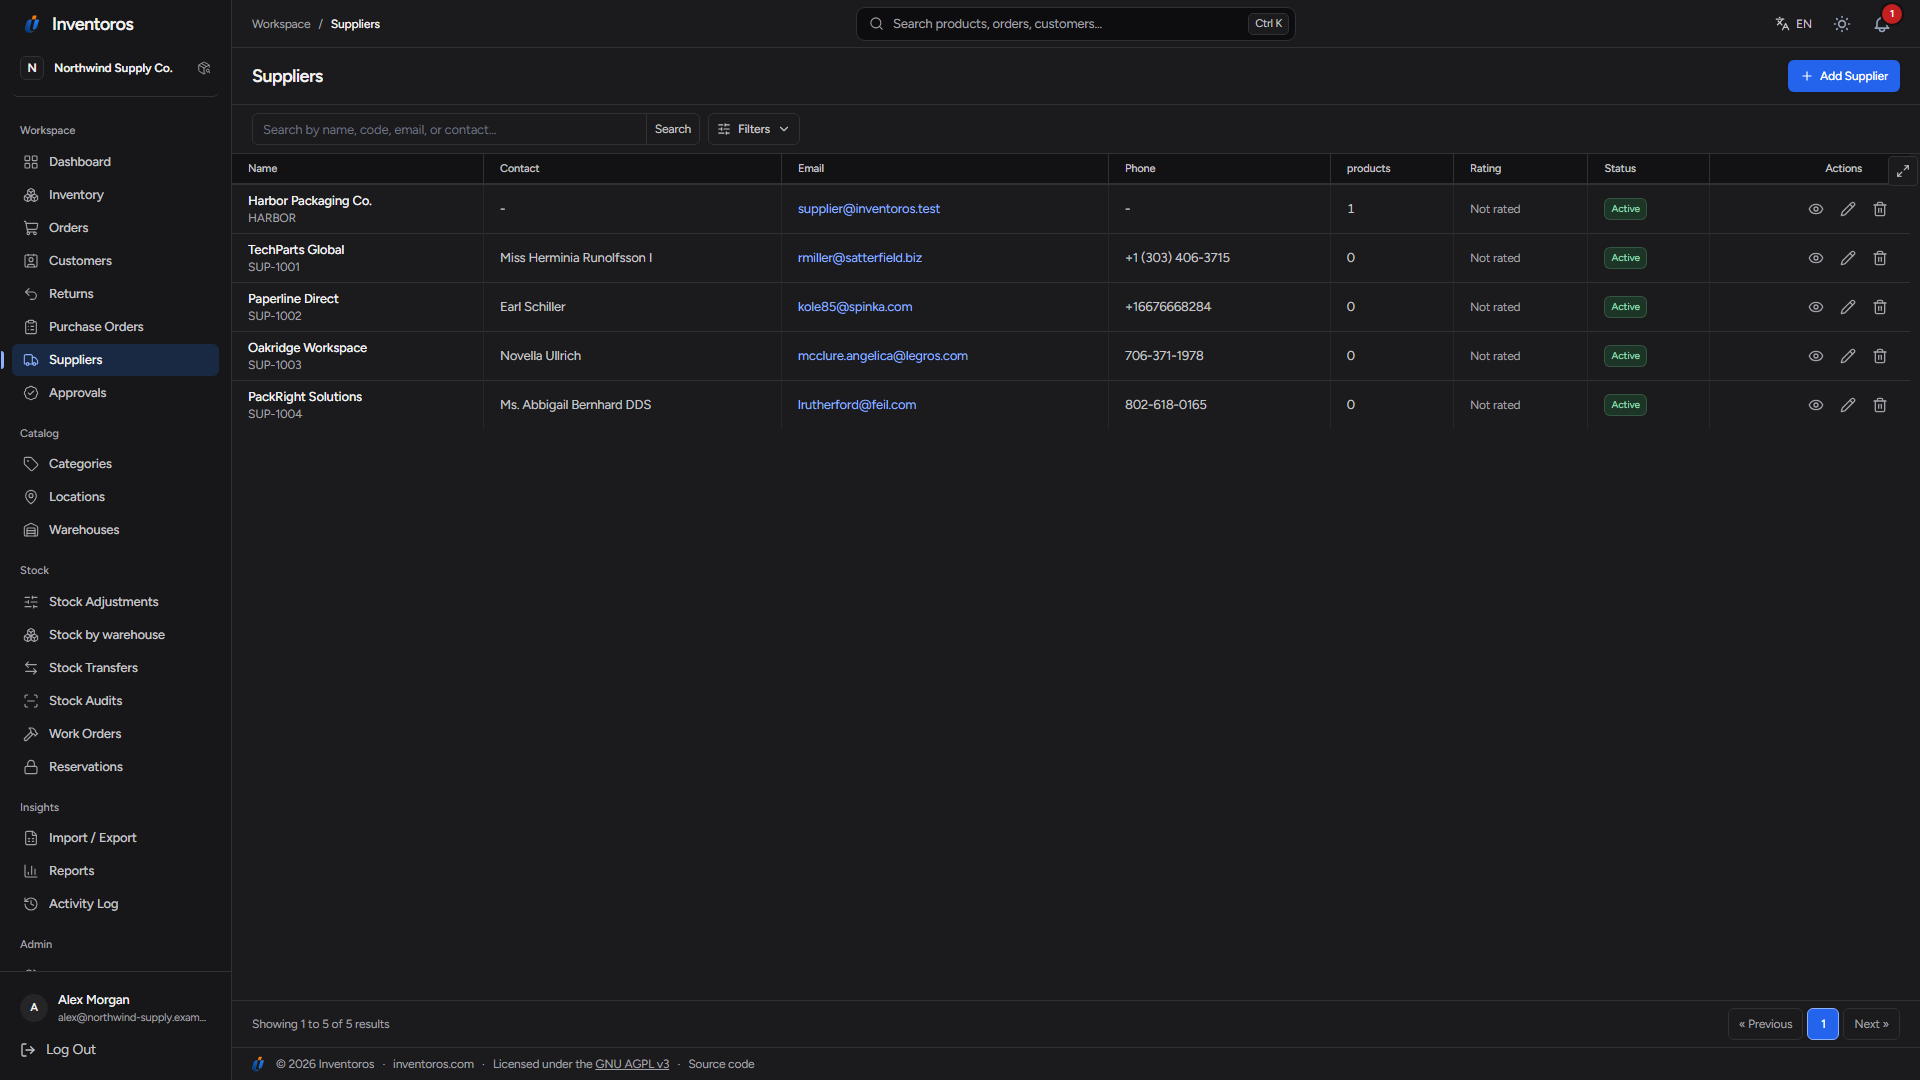 Inventoros
N Northwind Supply Co.
Workspace
Dashboard
Inventory
Orders
Customers
Returns
Purchase Orders
Suppliers
Approvals
Catalog
Categories
Locations
Warehouses
Stock
Stock Adjustments
Stock by warehouse
Stock Transfers
Stock Audits
Work Orders
Reservations
Insights
Import / Export
Reports
Activity Log
Admin
A
Alex Morgan
alex@northwind-supply.exam...
Log Out
Workspace / Suppliers
Search products, orders, customers... Ctrl K
EN
1
Suppliers
+ Add Supplier
Search by name, code, email, or contact... Search Filters
Name Contact Email Phone products Rating Status Actions
Harbor Packaging Co.
HARBOR
- supplier@inventoros.test - 1 Not rated Active
TechParts Global
SUP-1001
Miss Herminia Runolfsson I rmiller@satterfield.biz +1 (303) 406-3715 0 Not rated Active
Paperline Direct
SUP-1002
Earl Schiller kole85@spinka.com +16676668284 0 Not rated Active
Oakridge Workspace
SUP-1003
Novella Ullrich mcclure.angelica@legros.com 706-371-1978 0 Not rated Active
PackRight Solutions
SUP-1004
Ms. Abbigail Bernhard DDS lrutherford@feil.com 802-618-0165 0 Not rated Active
Showing 1 to 5 of 5 results
« Previous 1 Next »
© 2026 Inventoros · inventoros.com · Licensed under the GNU AGPL v3 · Source code